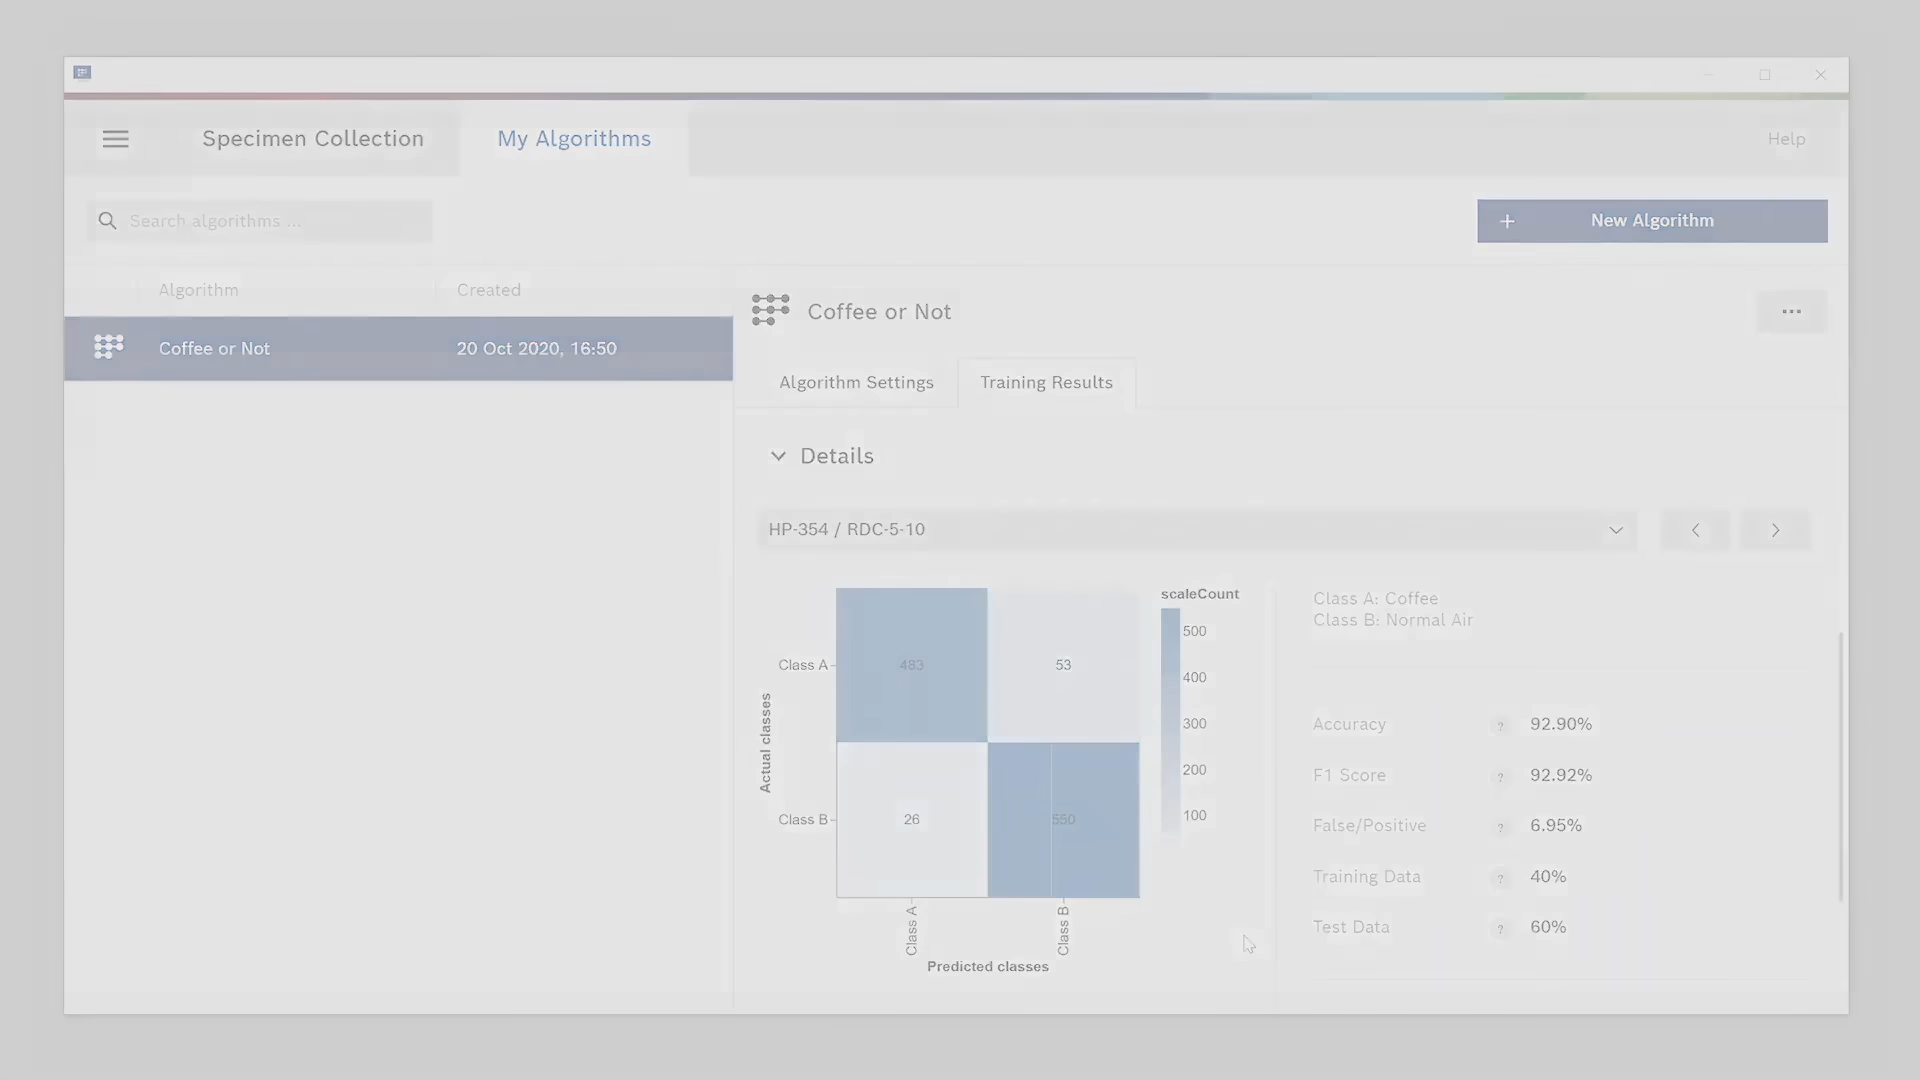 Specimen Collection
My Algorithms
Help
Search algorithms ...
+ New Algorithm
Algorithm
Created
Coffee or Not
20 Oct 2020, 16:50
Coffee or Not
...
Algorithm Settings
Training Results
Details
HP-354 / RDC-5-10
Actual classes
Class A
483
53
Class B
26
550
Class A
Class B
Predicted classes
scaleCount
500
400
300
200
100
Class A: Coffee
Class B: Normal Air
Accuracy ? 92.90%
F1 Score ? 92.92%
False/Positive ? 6.95%
Training Data ? 40%
Test Data ? 60%